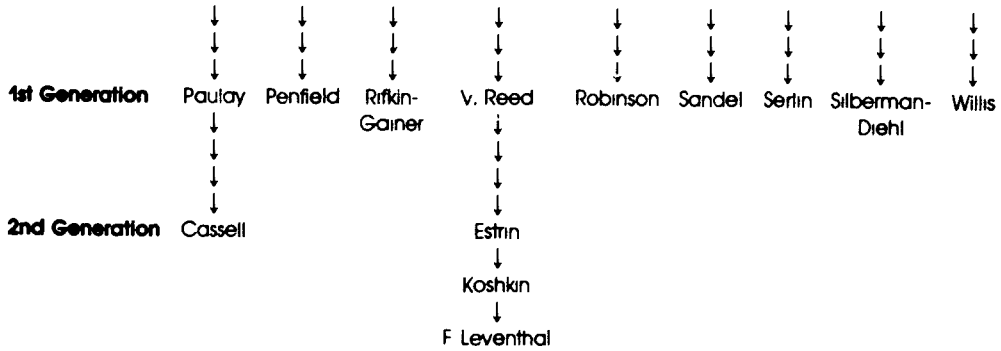 1st Generation Paulay Penfield Rifkin- V. Reed Robinson Sandel Serlin Silberman- Willis
Gainer Diehl
2nd Generation Cassell Estrin
Koshkin
F Leventhal